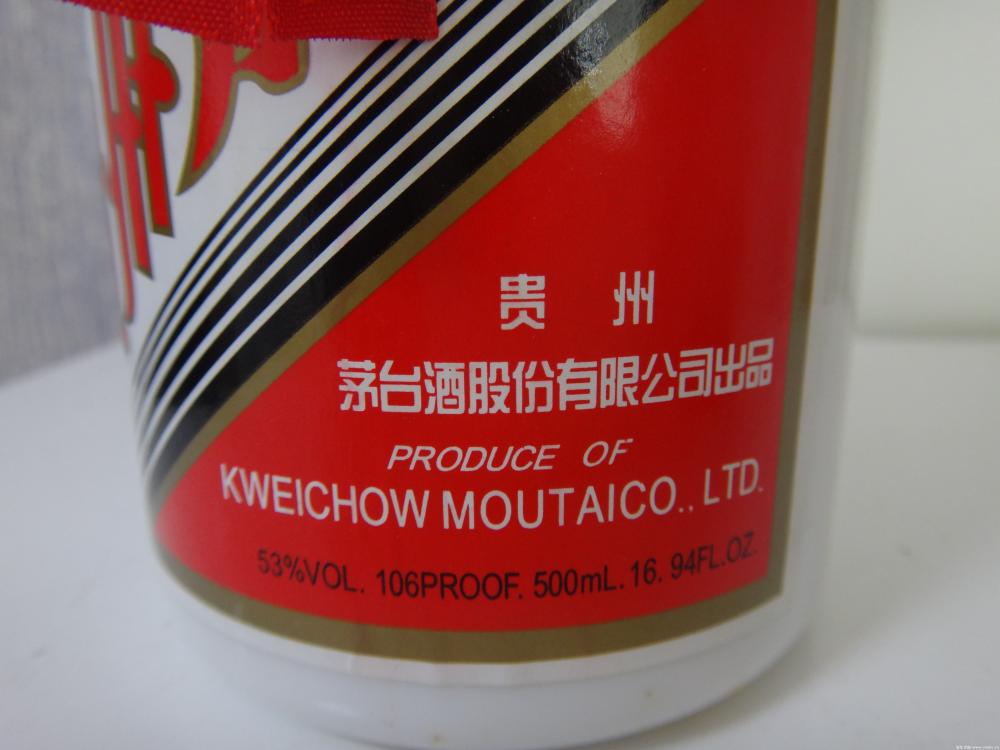 贵 州
茅台酒股份有限公司出品
PRODUCE OF
KWEICHOW MOUTAICO., LTD.
53%VOL. 106PROOF. 500mL. 16. 94FL.OZ.